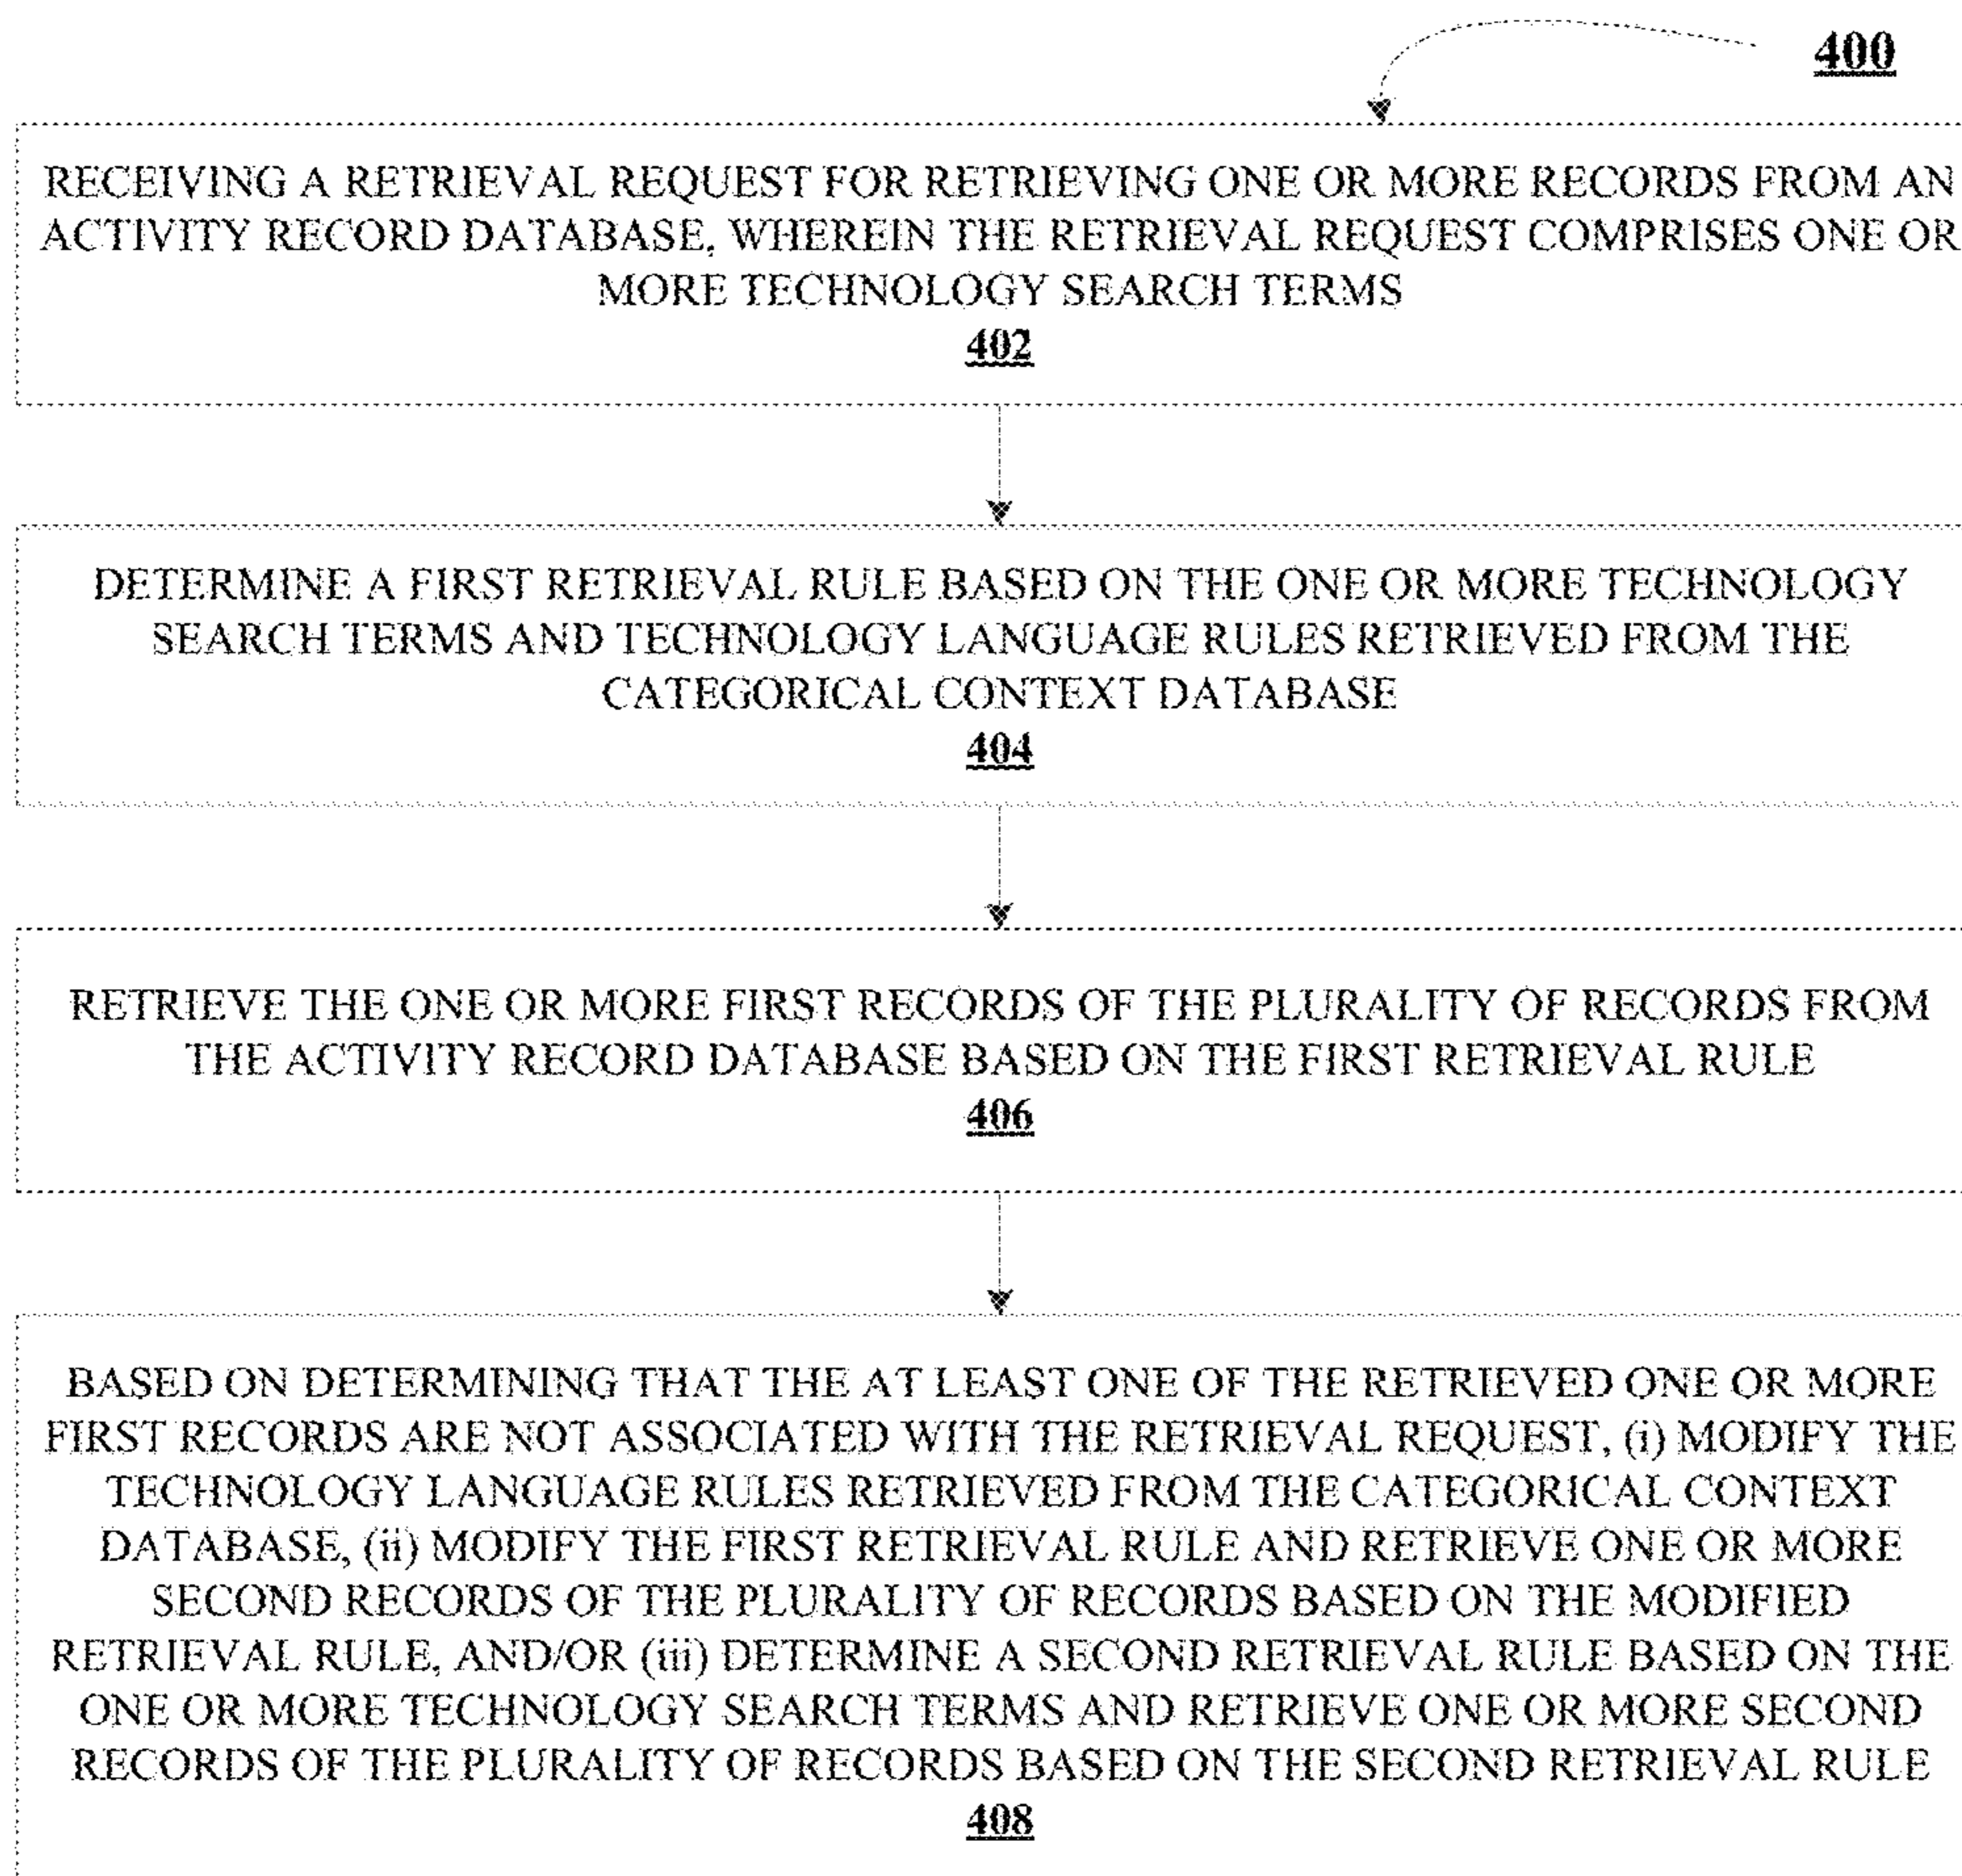 400
RECEIVING A RETRIEVAL REQUEST FOR RETRIEVING ONE OR MORE RECORDS FROM AN
ACTIVITY RECORD DATABASE, WHEREIN THE RETRIEVAL REQUEST COMPRISES ONE OR
MORE TECHNOLOGY SEARCH TERMS
402
DETERMINE A FIRST RETRIEVAL RULE BASED ON THE ONE OR MORE TECHNOLOGY
SEARCH TERMS AND TECHNOLOGY LANGUAGE RULES RETRIEVED FROM THE
CATEGORICAL CONTEXT DATABASE
404
RETRIEVE THE ONE OR MORE FIRST RECORDS OF THE PLURALITY OF RECORDS FROM
THE ACTIVITY RECORD DATABASE BASED ON THE FIRST RETRIEVAL RULE
406
BASED ON DETERMINING THAT THE AT LEAST ONE OF THE RETRIEVED ONE OR MORE
FIRST RECORDS ARE NOT ASSOCIATED WITH THE RETRIEVAL REQUEST, (i) MODIFY THE
TECHNOLOGY LANGUAGE RULES RETRIEVED FROM THE CATEGORICAL CONTEXT
DATABASE, (ii) MODIFY THE FIRST RETRIEVAL RULE AND RETRIEVE ONE OR MORE
SECOND RECORDS OF THE PLURALITY OF RECORDS BASED ON THE MODIFIED
RETRIEVAL RULE, AND/OR (iii) DETERMINE A SECOND RETRIEVAL RULE BASED ON THE
ONE OR MORE TECHNOLOGY SEARCH TERMS AND RETRIEVE ONE OR MORE SECOND
RECORDS OF THE PLURALITY OF RECORDS BASED ON THE SECOND RETRIEVAL RULE
408